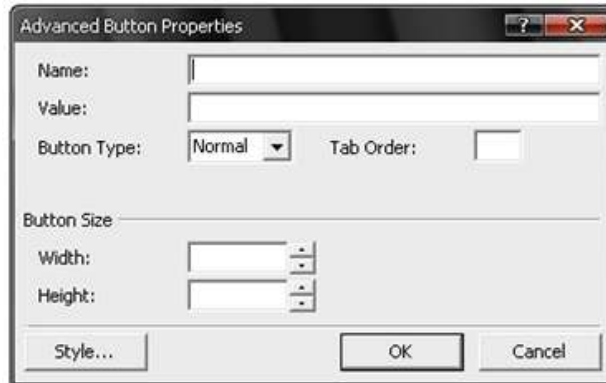 Advanced Button Properties ?
Name:
Value:
Button Type: Normal Tab Order:
Button Size
Width:
Height:
Style... OK Cancel